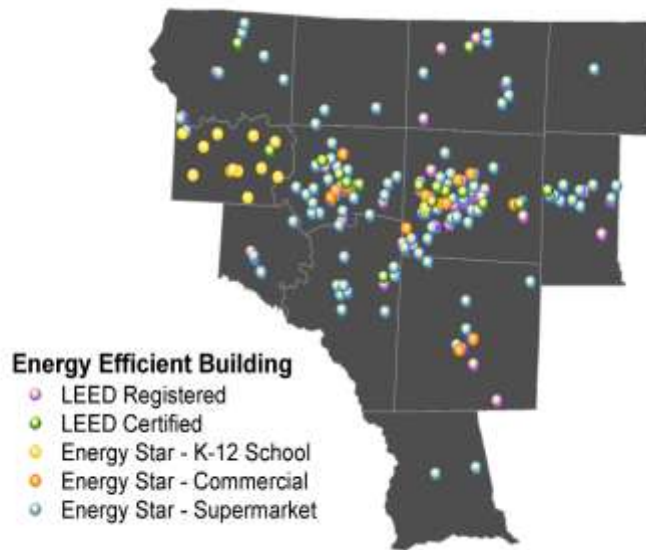 Energy Efficient Building
LEED Registered
LEED Certified
Energy Star - K-12 School
Energy Star - Commercial
Energy Star - Supermarket